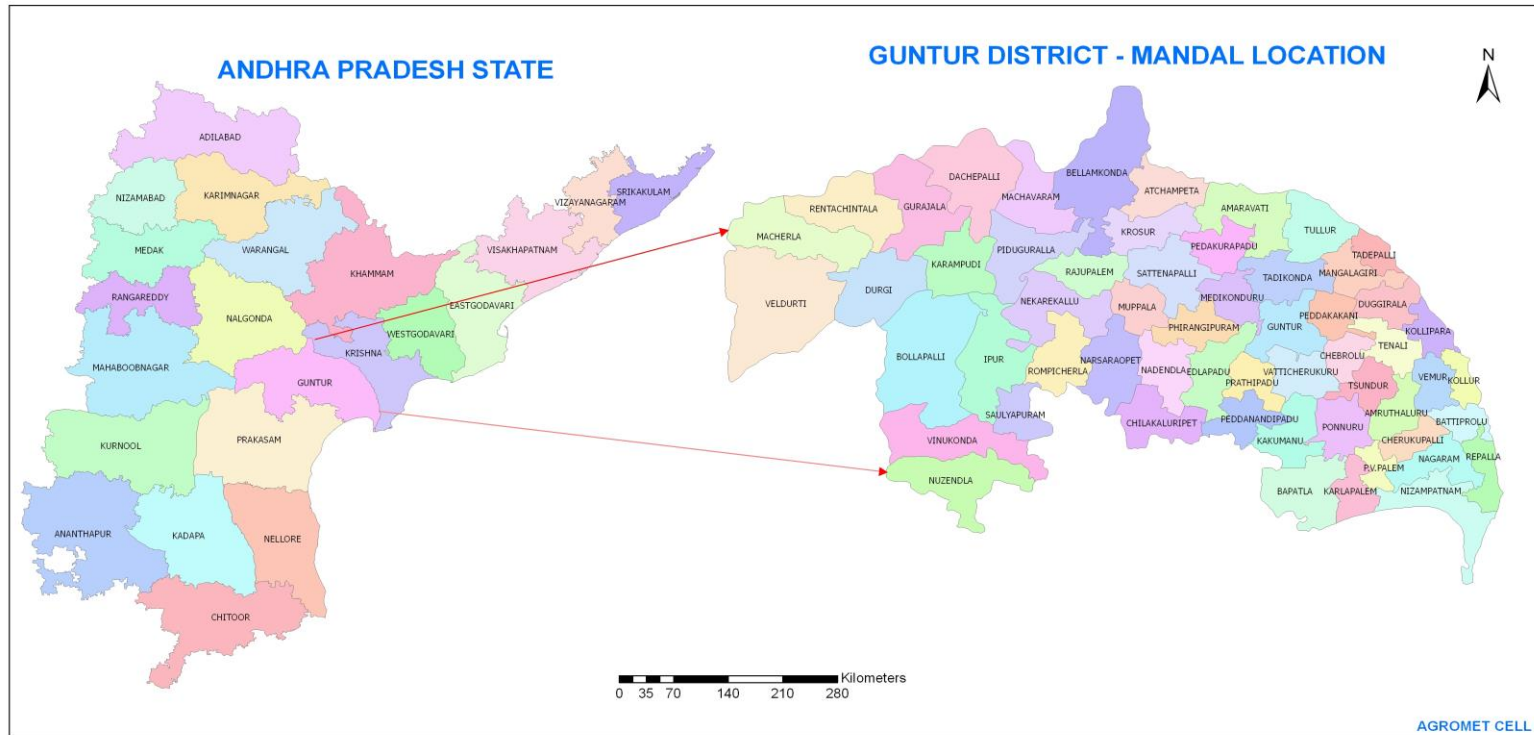 ANDHRA PRADESH STATE
GUNTUR DISTRICT - MANDAL LOCATION
N
ADILABAD
NIZAMABAD
KARIMNAGAR
MEDAK
WARANGAL
RANGAREDDY
KHAMMAM
NALGONDA
MAHABOOBNAGAR
VISAKHAPATNAM
VIZAYANAGARAM
SRIKAKULAM
EASTGODAVARI
WESTGODAVARI
KRISHNA
GUNTUR
KURNOOL
PRAKASAM
ANANTHAPUR
KADAPA
NELLORE
CHITOOR
DACHEPALLI
BELLAMKONDA
RENTACHINTALA
GURAJALA
MACHAVARAM
ATCHAMPETA
AMARAVATI
MACHERLA
KROSUR
TULLUR
PIDUGURALLA
PEDAKURAPADU
TADEPALLI
KARAMPUDI
RAJUPALEM
SATTENAPALLI
TADIKONDA
MANGALAGIRI
VELDURTI
DURGI
NEKAREKALLU
MUPPALA
MEDIKONDURU
DUGGIRALA
PHIRANGIPURAM
GUNTUR
PEDDAKAKANI
KOLLIPARA
BOLLAPALLI
IPUR
ROMPICHERLA
NARSARAOPET
NADENDLA
EDLAPADU
VATTICHERUKURU
CHEBROLU
TENALI
PRATHIPADU
TSUNDUR
VEMUR
KOLLUR
SAULYAPURAM
CHILAKALURIPET
PEDDANANDIPADU
PONNURU
AMRUTHALURU
BATTIPROLU
VINUKONDA
KAKUMANU
CHERUKUPALLI
NUZENDLA
P.V.PALEM
NAGARAM
REPALLA
BAPATLA
KARLAPALEM
NIZAMPATNAM
Kilometers
0 35 70 140 210 280
AGROMET CELL